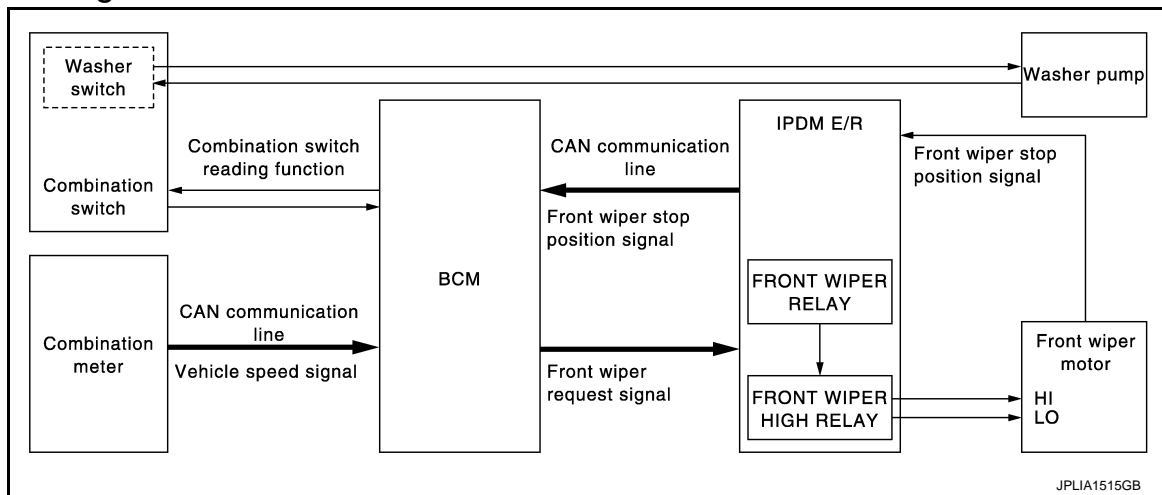 Washer
switch
Combination
switch
Combination switch
reading function
Washer pump
IPDM E/R
CAN communication
line
Front wiper stop
position signal
Front wiper stop
position signal
BCM
CAN communication
line
Vehicle speed signal
Combination
meter
Front wiper
request signal
FRONT WIPER
RELAY
FRONT WIPER
HIGH RELAY
Front wiper
motor
HI
LO
JPLIA1515GB